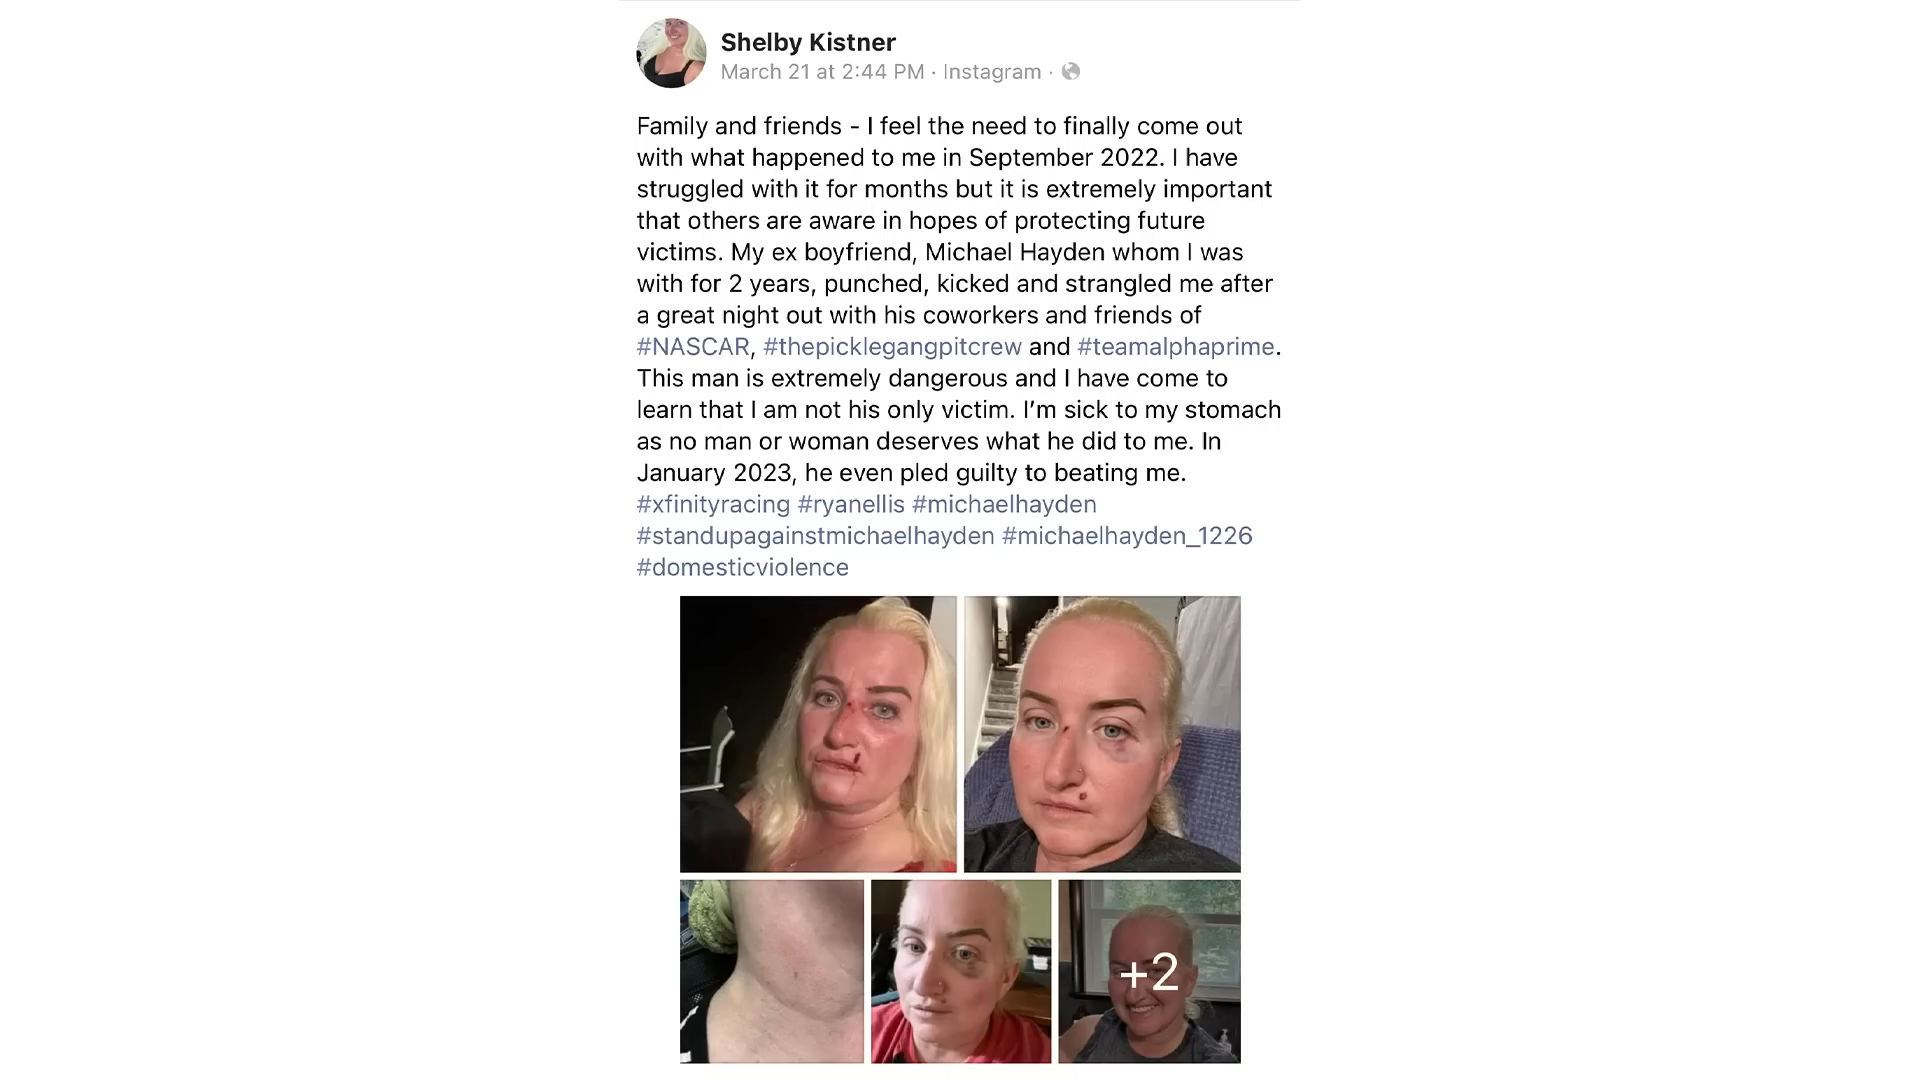 Shelby Kistner
March 21 at 2:44 PM · Instagram ·
Family and friends - I feel the need to finally come out
with what happened to me in September 2022. I have
struggled with it for months but it is extremely important
that others are aware in hopes of protecting future
victims. My ex boyfriend, Michael Hayden whom I was
with for 2 years, punched, kicked and strangled me after
a great night out with his coworkers and friends of
#NASCAR, #thepicklegangpitcrew and #teamalphaprime.
This man is extremely dangerous and I have come to
learn that I am not his only victim. I’m sick to my stomach
as no man or woman deserves what he did to me. In
January 2023, he even pled guilty to beating me.
#xfinityracing #ryanellis #michaelhayden
#standupagainstmichaelhayden #michaelhayden_1226
#domesticviolence
+2